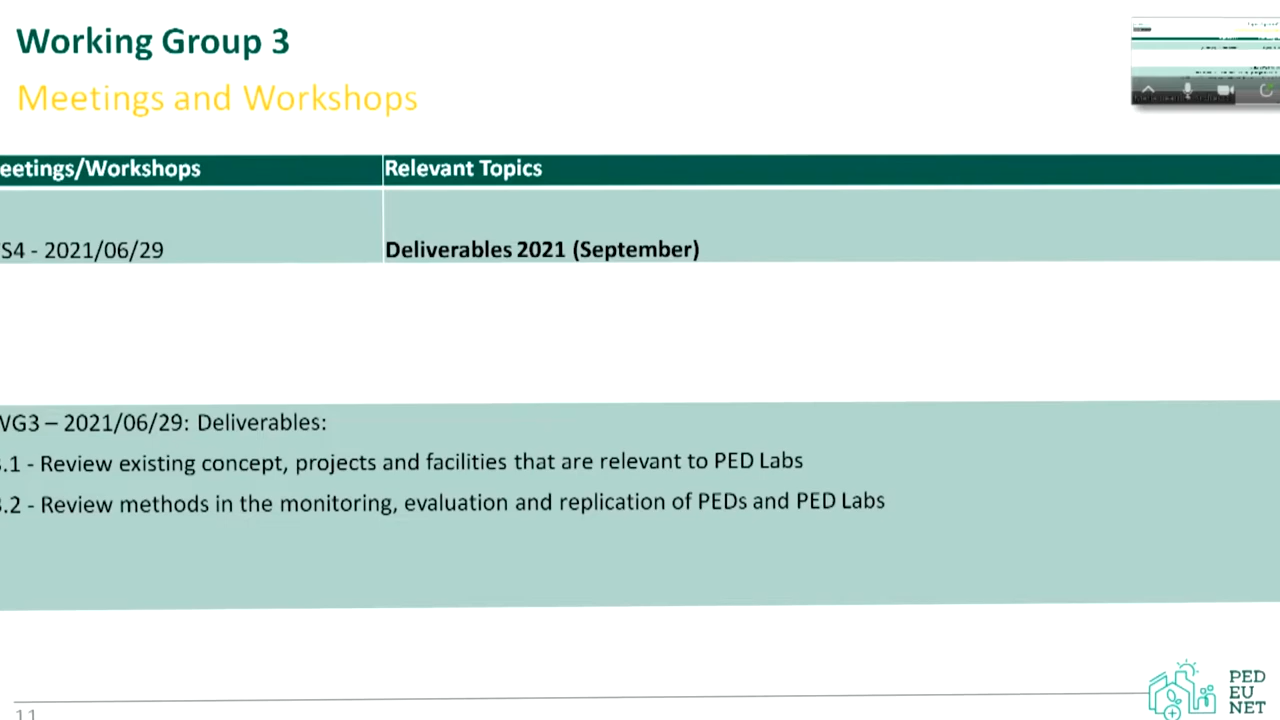 Working Group 3
Meetings and Workshops
eetings/Workshops
Relevant Topics
S4 - 2021/06/29
Deliverables 2021 (September)
WG3 – 2021/06/29: Deliverables:
.1 - Review existing concept, projects and facilities that are relevant to PED Labs
.2 - Review methods in the monitoring, evaluation and replication of PEDs and PED Labs
11
PED
EU
NET